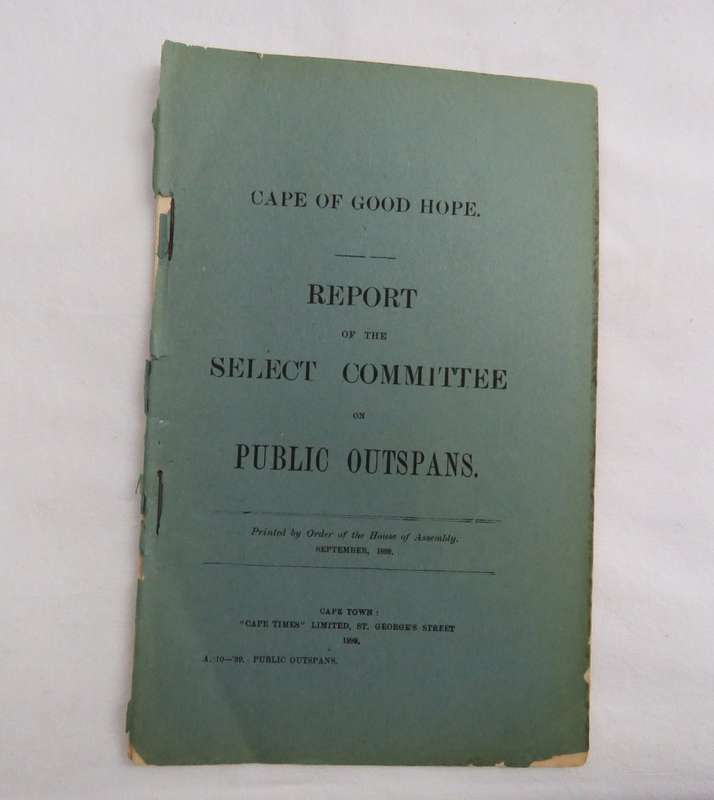 CAPE OF GOOD HOPE.
REPORT
OF THE
SELECT COMMITTEE
ON
PUBLIC OUTSPANS.
Printed by Order of the House of Assembly.
SEPTEMBER, 1899.
CAPE TOWN:
"CAPE TIMES" LIMITED, ST. GEORGE'S STREET
1899.
A. 10—'99. PUBLIC OUTSPANS.